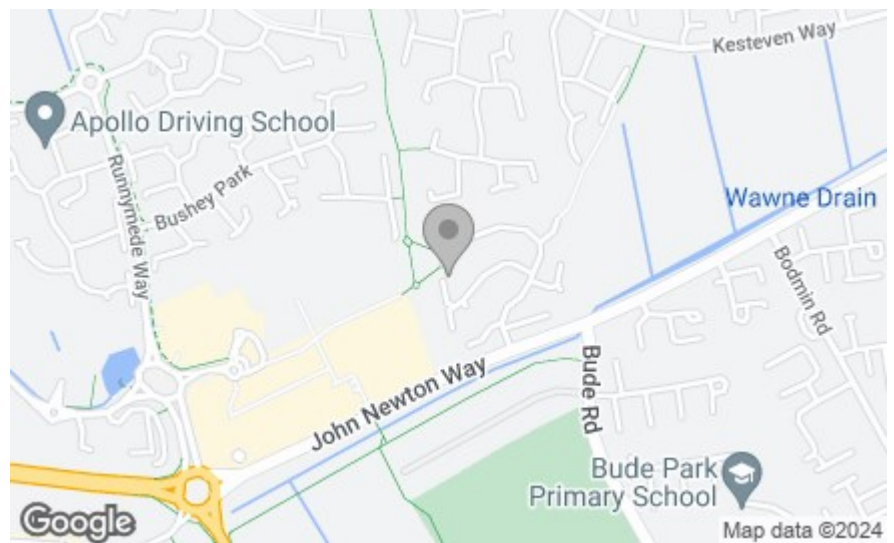 Kesteven Way
Apollo Driving School
Runnymede Way
Bushey Park
Wawne Drain
Bodmin Rd
John Newton Way
Bude Rd
Bude Park
Primary School
Google
Map data ©2024